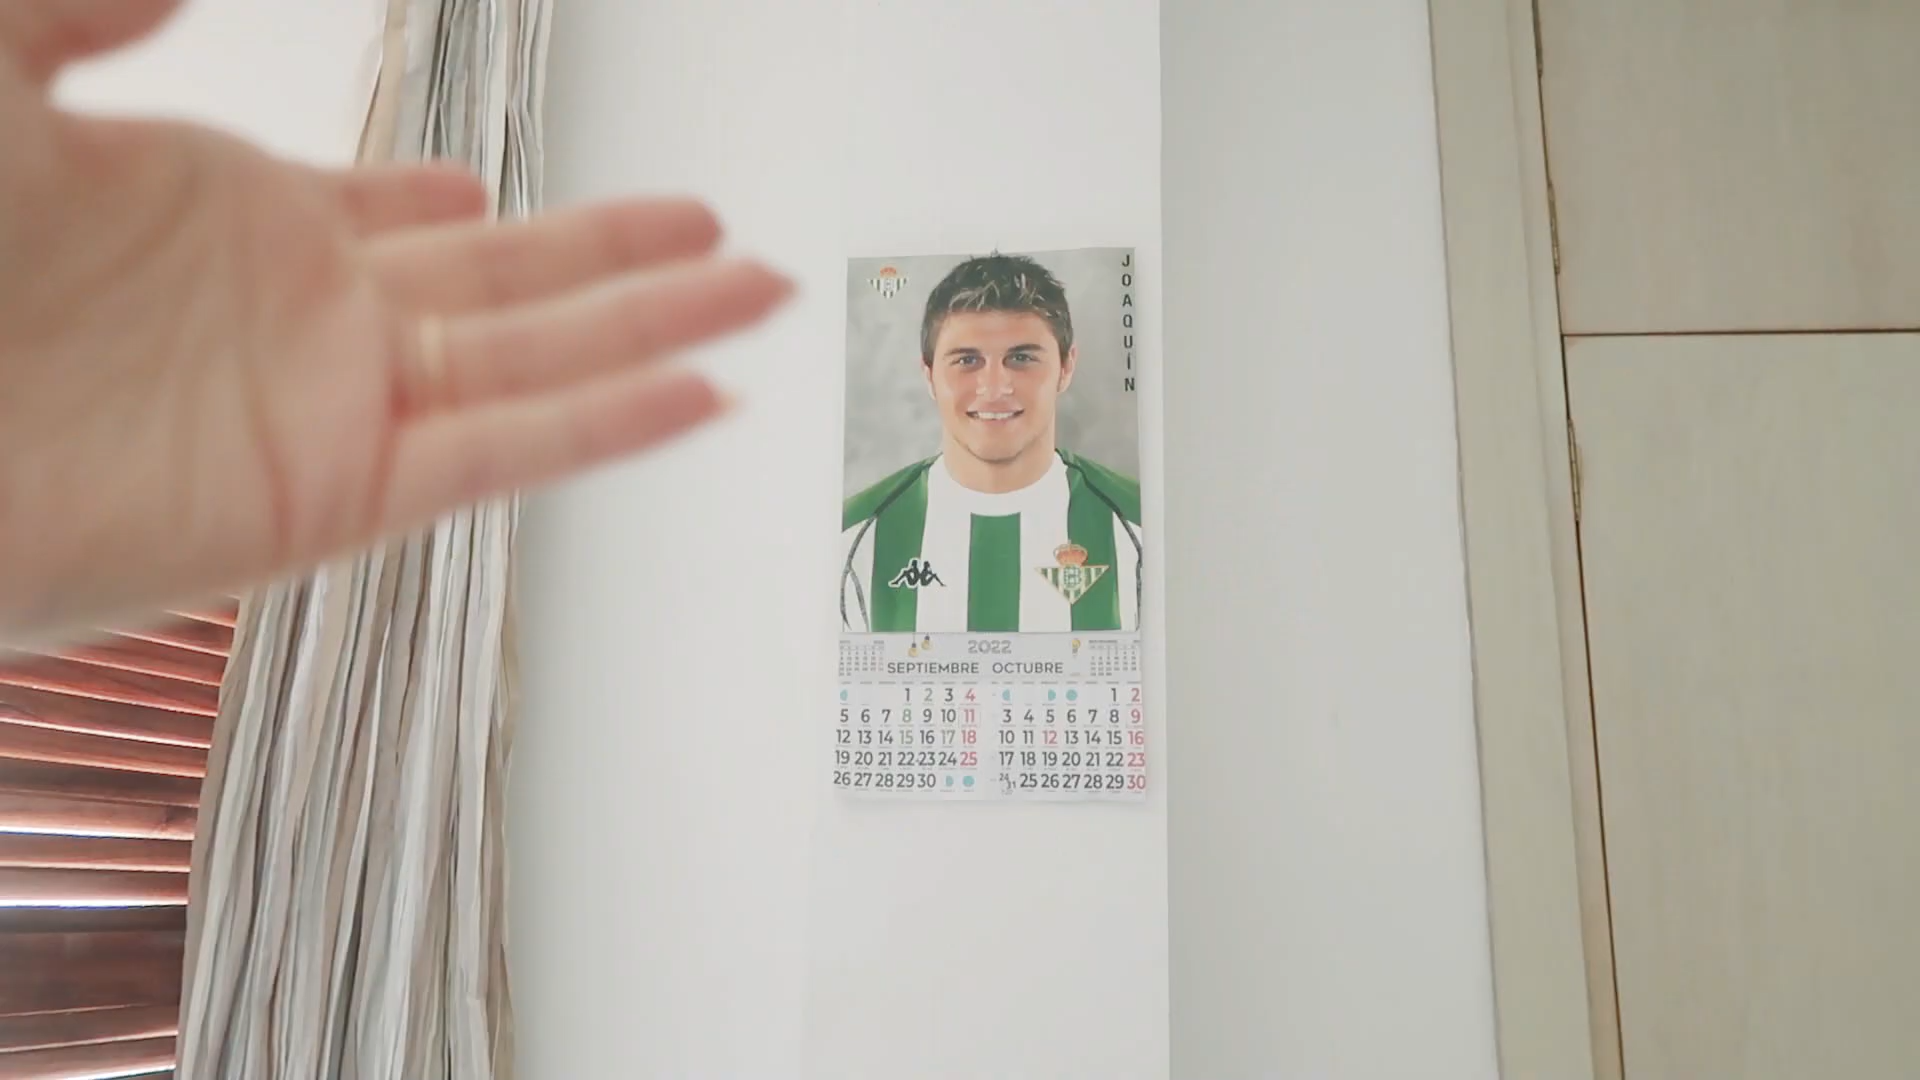 JOAQUÍN
2022
SEPTIEMBRE OCTUBRE
1 2 3 4 1 2
5 6 7 8 9 10 11 3 4 5 6 7 8 9
12 13 14 15 16 17 18 10 11 12 13 14 15 16
19 20 21 22 23 24 25 17 18 19 20 21 22 23
26 27 28 29 30 24 31 25 26 27 28 29 30